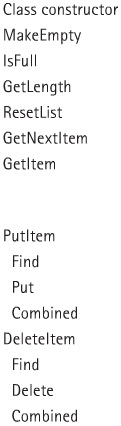 Class constructor
MakeEmpty
IsFull
GetLength
ResetList
GetNextItem
GetItem
PutItem
Find
Put
Combined
DeleteItem
Find
Delete
Combined